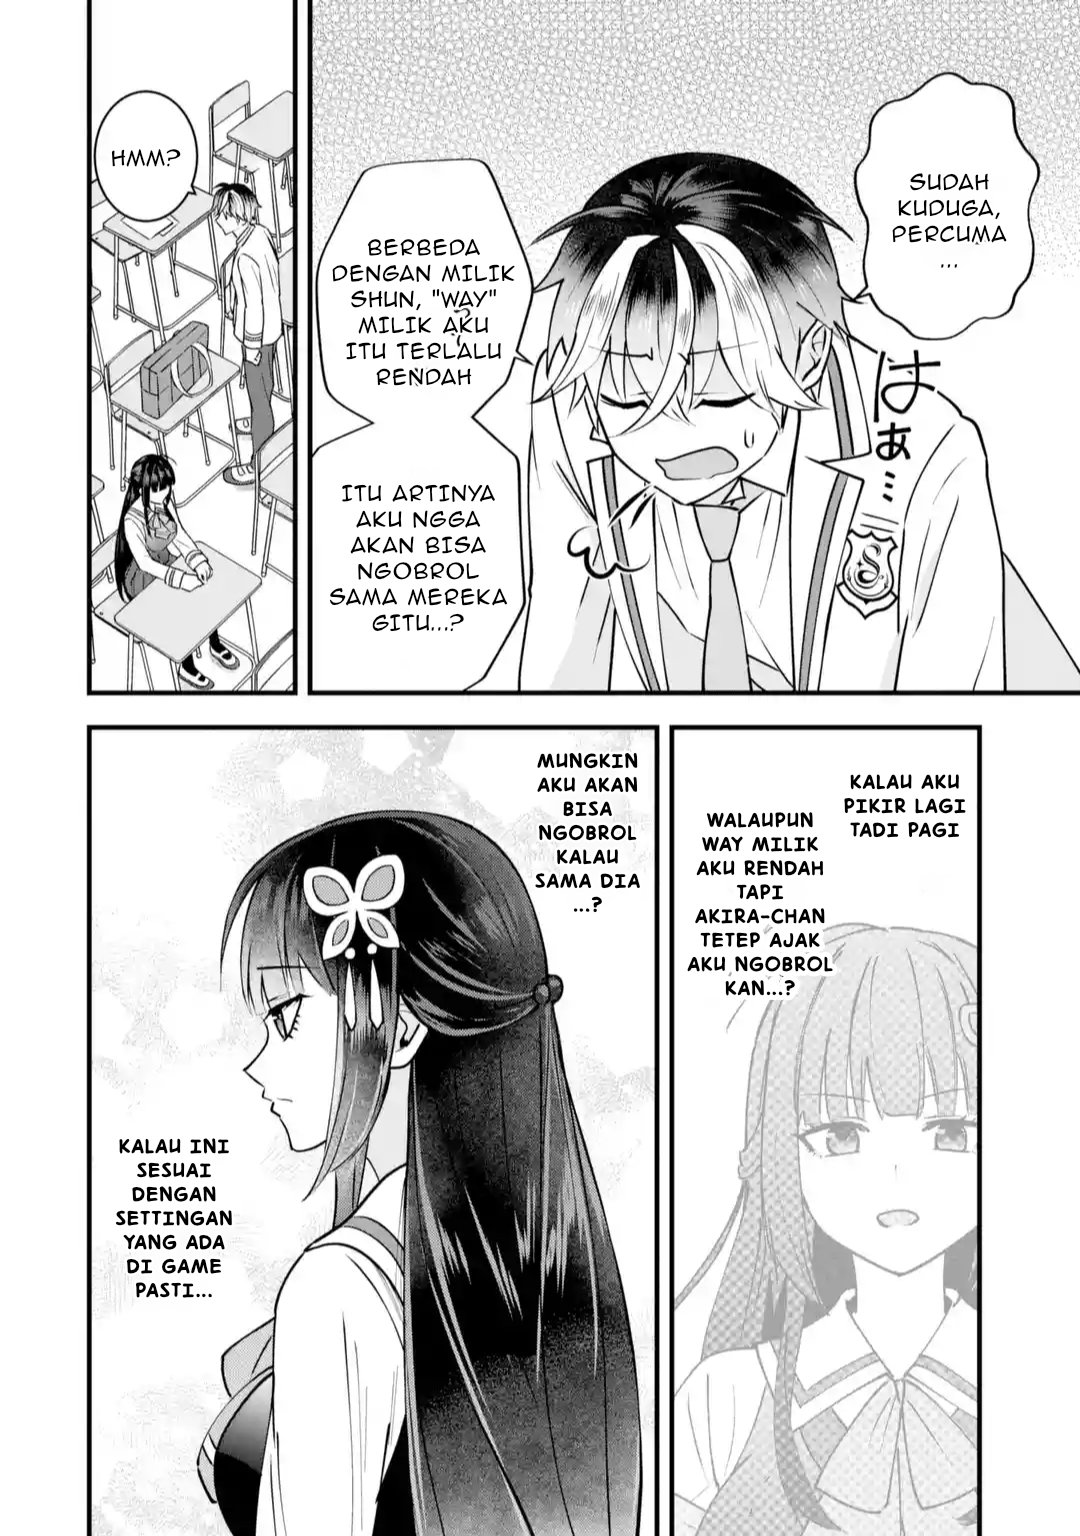 SUDAH
KUDUGA,
PERCUMA
...
はぁ…
BERBEDA
DENGAN MILIK
SHUN, "WAY"
MILIK AKU
ITU TERLALU
RENDAH
ITU ARTINYA
AKU NGGA
AKAN BISA
NGOBROL
SAMA MEREKA
GITU...?
HMM?
KALAU AKU
PIKIR LAGI
TADI PAGI
WALAUPUN
WAY MILIK
AKU RENDAH
TAPI
AKIRA-CHAN
TETEP AJAK
AKU NGOBROL
KAN...?
MUNGKIN
AKU AKAN
BISA
NGOBROL
KALAU
SAMA DIA
...?
KALAU INI
SESUAI
DENGAN
SETTINGAN
YANG ADA
DI GAME
PASTI...